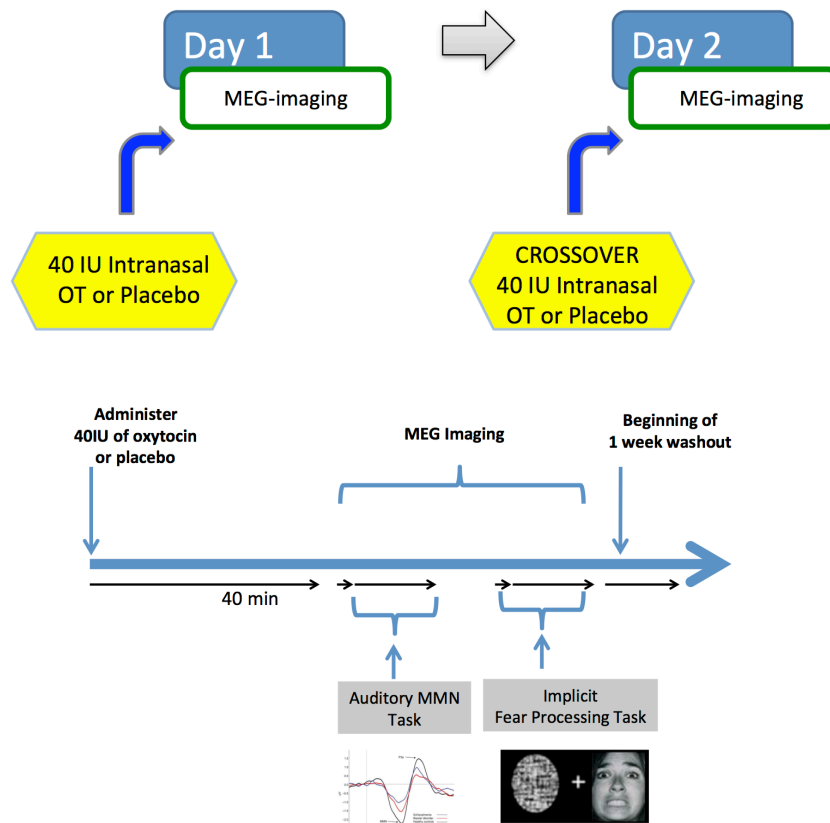 Day 1
MEG-imaging
Day 2
MEG-imaging
40 IU Intranasal
OT or Placebo
CROSSOVER
40 IU Intranasal
OT or Placebo
Administer
40IU of oxytocin
or placebo
MEG Imaging
Beginning of
1 week washout
40 min
Auditory MMN
Task
Implicit
Fear Processing Task